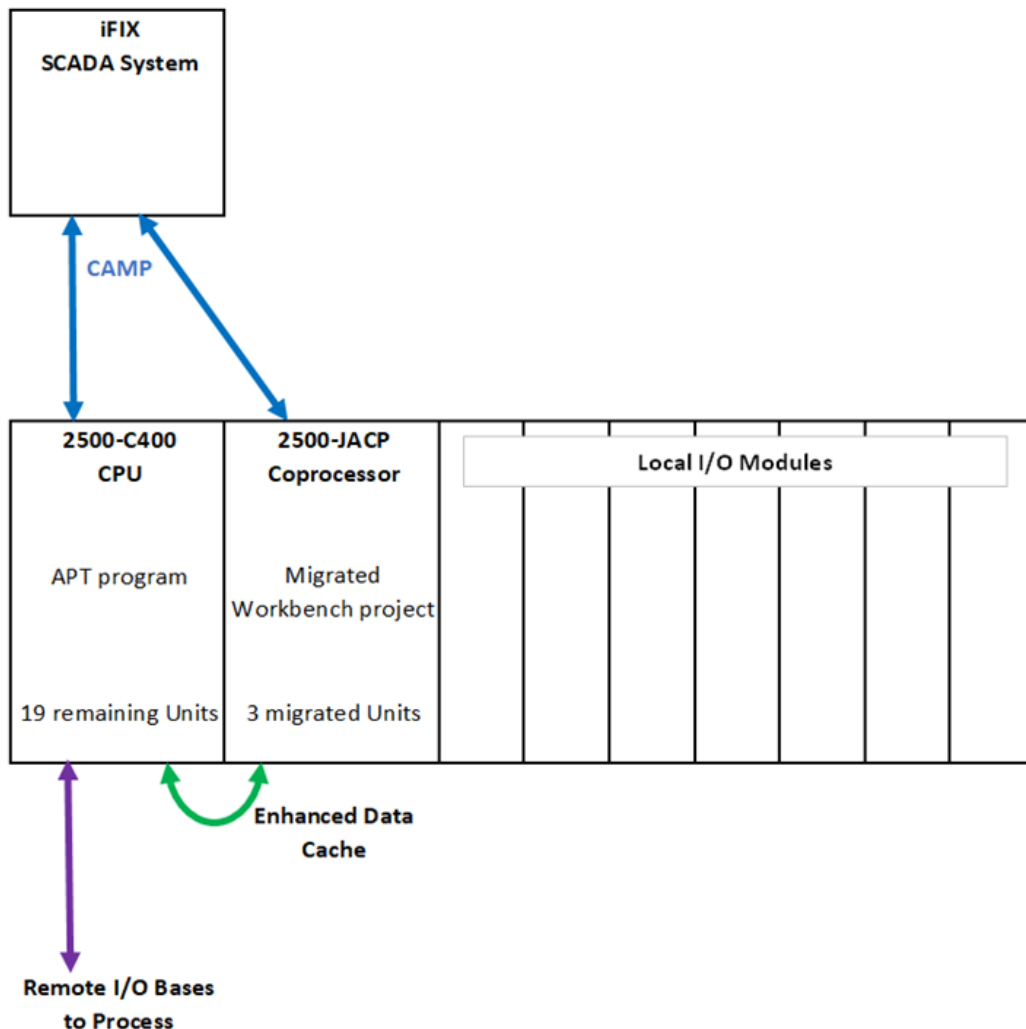 iFIX
SCADA System
CAMP
2500-C400
CPU
2500-JACP
Coprocessor
Local I/O Modules
APT program
Migrated
Workbench project
19 remaining Units
3 migrated Units
Enhanced Data
Cache
Remote I/O Bases
to Process